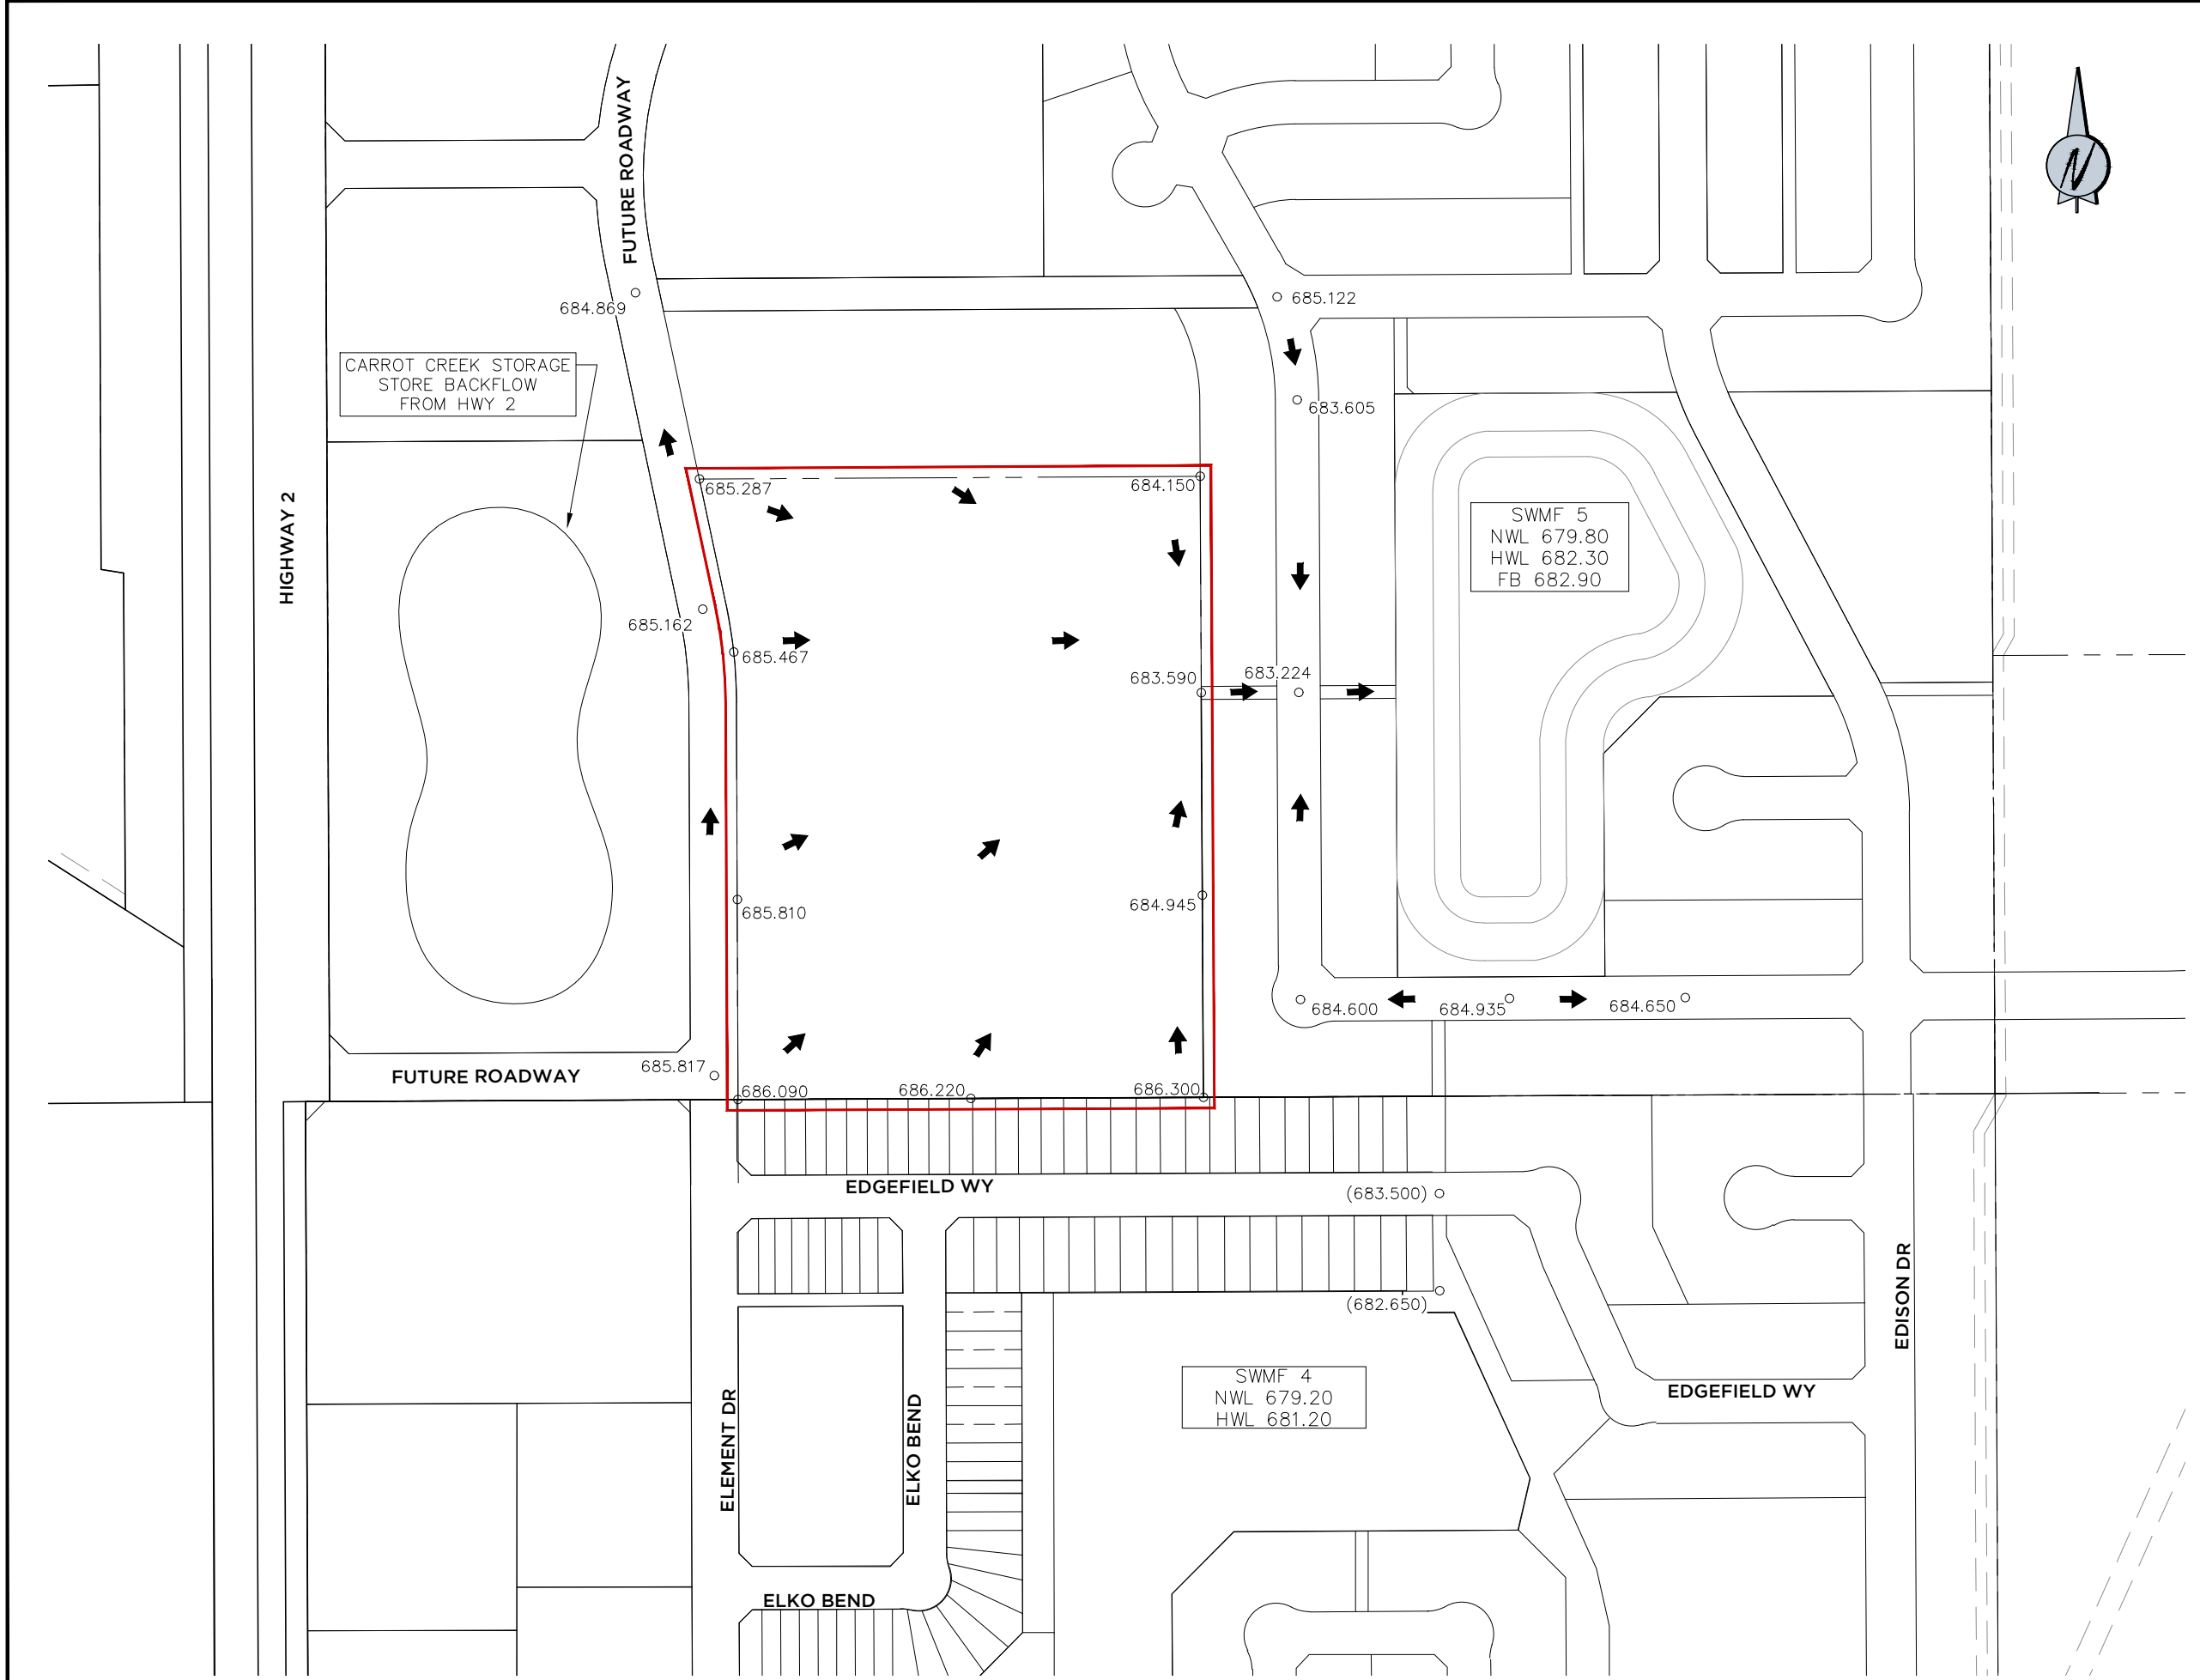 FUTURE ROADWAY
N
684.869
685.122
CARROT CREEK STORAGE
STORE BACKFLOW
FROM HWY 2
683.605
HIGHWAY 2
685.287
684.150
SWMF 5
NWL 679.80
HWL 682.30
FB 682.90
685.162
685.467
683.590
683.224
685.810
684.945
684.600
684.935
684.650
FUTURE ROADWAY
685.817
686.090
686.220
686.300
EDGEFIELD WY
(683.500)
(682.650)
EDISON DR
SWMF 4
NWL 679.20
HWL 681.20
EDGEFIELD WY
ELEMENT DR
ELKO BEND
ELKO BEND